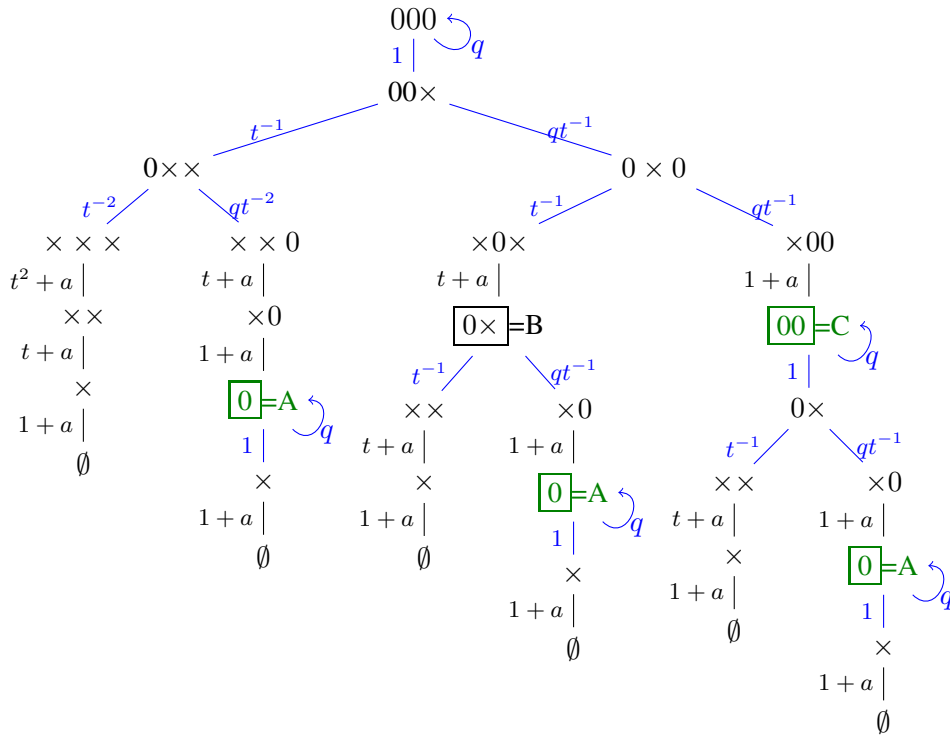 000
q
1
00×
t⁻¹ qt⁻¹
0×× 0 × 0
t⁻² qt⁻² t⁻¹ qt⁻¹
× × × × × 0 ×0× ×00
t² + a t + a t + a 1 + a
×× ×0 0× =B 00 =C
q
t + a 1 + a t⁻¹ qt⁻¹ 1
× 0 =A ×× ×0 0×
q
1 + a 1 t + a 1 + a t⁻¹ qt⁻¹
∅ × × 0 =A ×× ×0
q
1 + a 1 + a 1 t + a 1 + a
∅ ∅ × × 0 =A
q
1 + a 1 + a 1
∅ ∅ ×
1 + a
∅